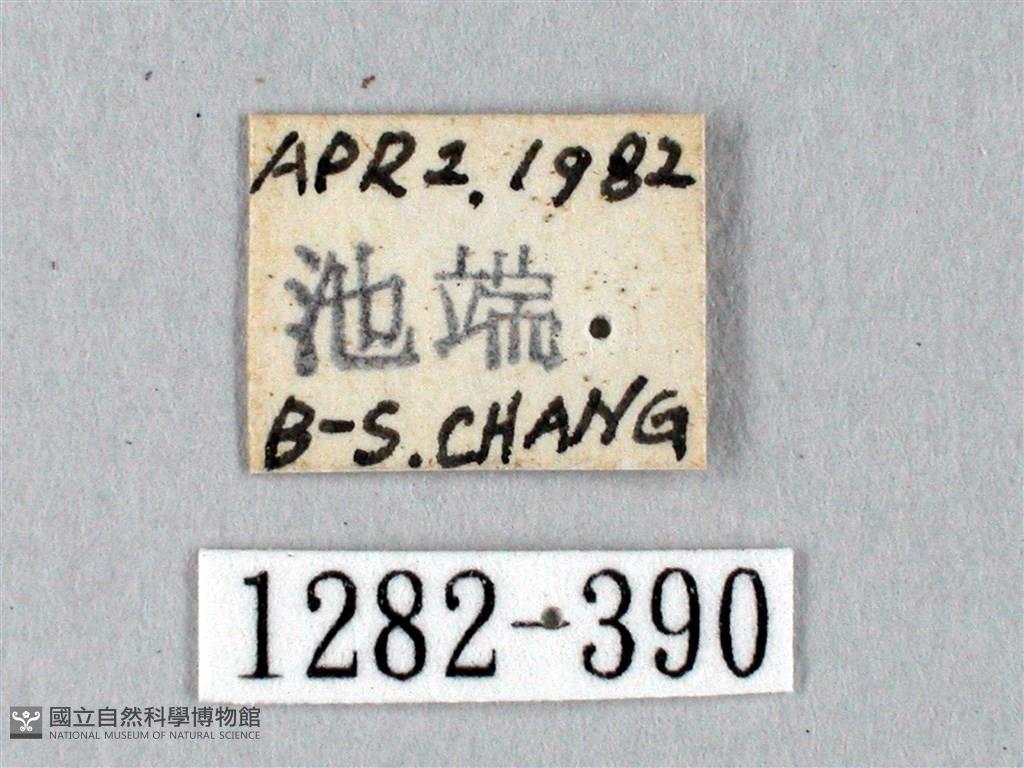 APR 2. 1982
池端
B-S. CHANG
1282-390
國立自然科學博物館
NATIONAL MUSEUM OF NATURAL SCIENCE